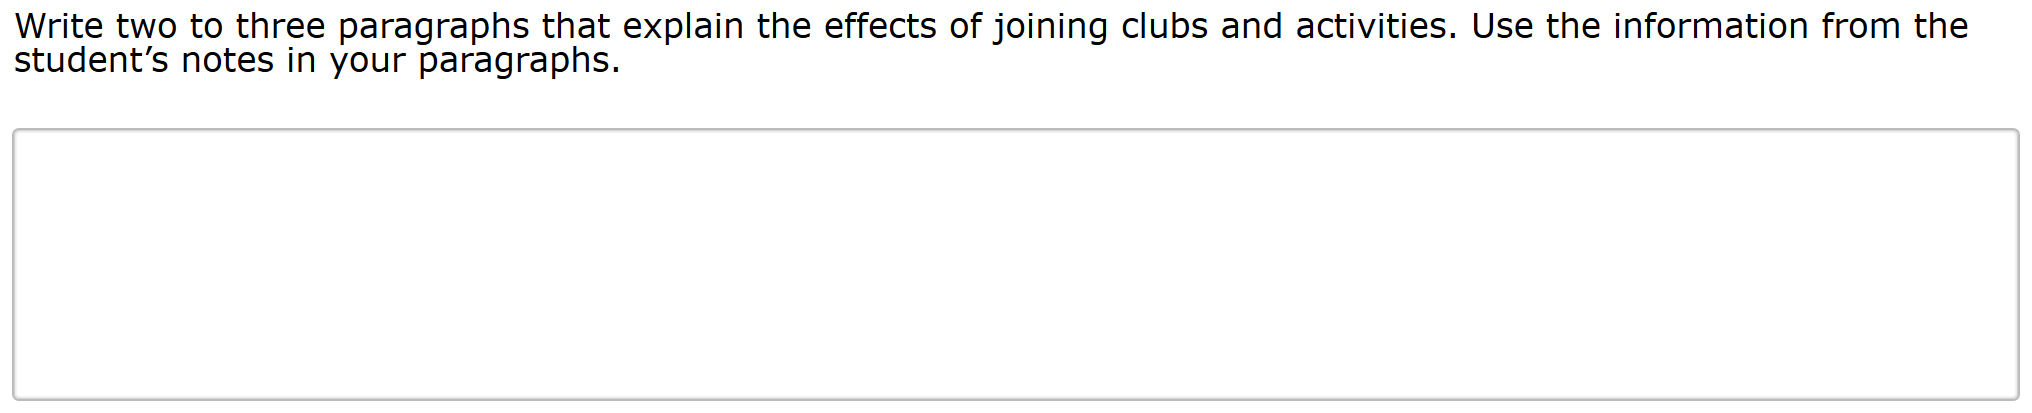 Write two to three paragraphs that explain the effects of joining clubs and activities. Use the information from the
student’s notes in your paragraphs.